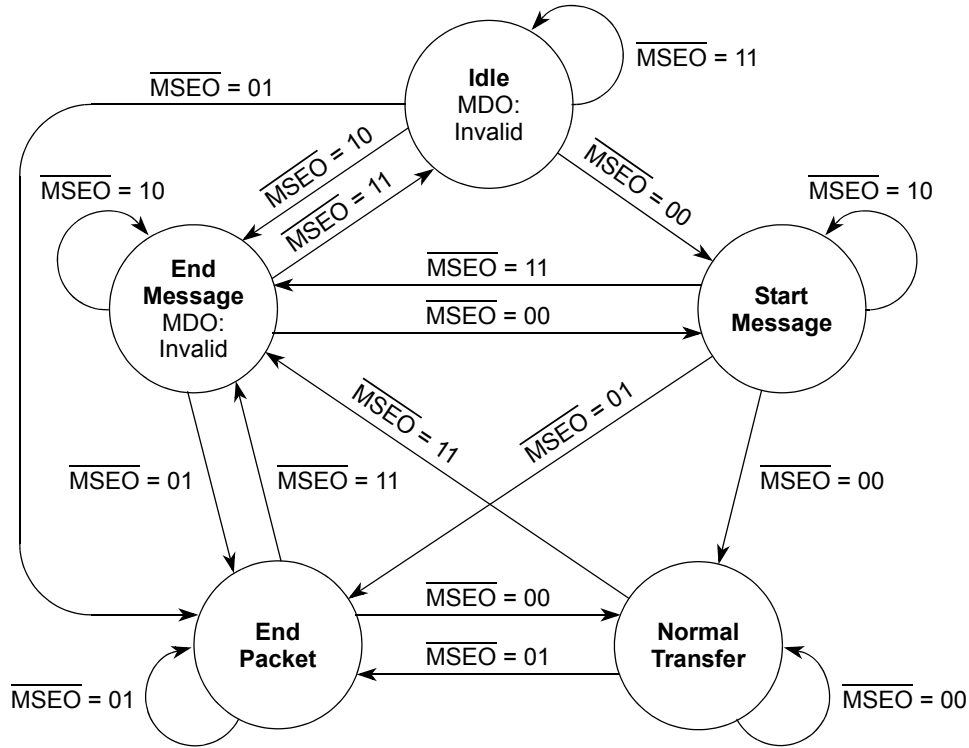 MSEO = 11
Idle
MDO:
Invalid
MSEO = 01
MSEO = 10
MSEO = 11
MSEO = 00
MSEO = 10
MSEO = 10
End
Message
MDO:
Invalid
MSEO = 11
MSEO = 00
Start
Message
MSEO = 11
MSEO = 01
MSEO = 01
MSEO = 11
MSEO = 00
End
Packet
MSEO = 00
MSEO = 01
Normal
Transfer
MSEO = 01
MSEO = 00